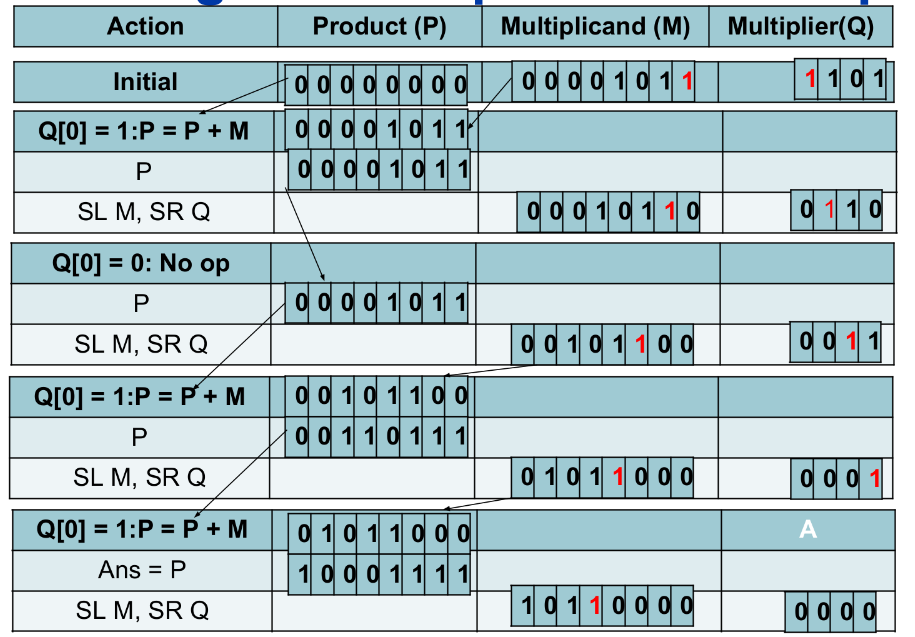 Action Product (P) Multiplicand (M) Multiplier(Q)
Initial 0 0 0 0 0 0 0 0 0 0 0 0 1 0 1 1 1 1 0 1
Q[0] = 1:P = P + M 0 0 0 0 1 0 1 1
P 0 0 0 0 1 0 1 1
SL M, SR Q 0 0 0 1 0 1 1 0 0 1 1 0
Q[0] = 0: No op
P 0 0 0 0 1 0 1 1
SL M, SR Q 0 0 1 0 1 1 0 0 0 0 1 1
Q[0] = 1:P = P + M 0 0 1 0 1 1 0 0
P 0 0 1 1 0 1 1 1
SL M, SR Q 0 1 0 1 1 0 0 0 0 0 0 1
Q[0] = 1:P = P + M 0 1 0 1 1 0 0 0 A
Ans = P 1 0 0 0 1 1 1 1
SL M, SR Q 1 0 1 1 0 0 0 0 0 0 0 0